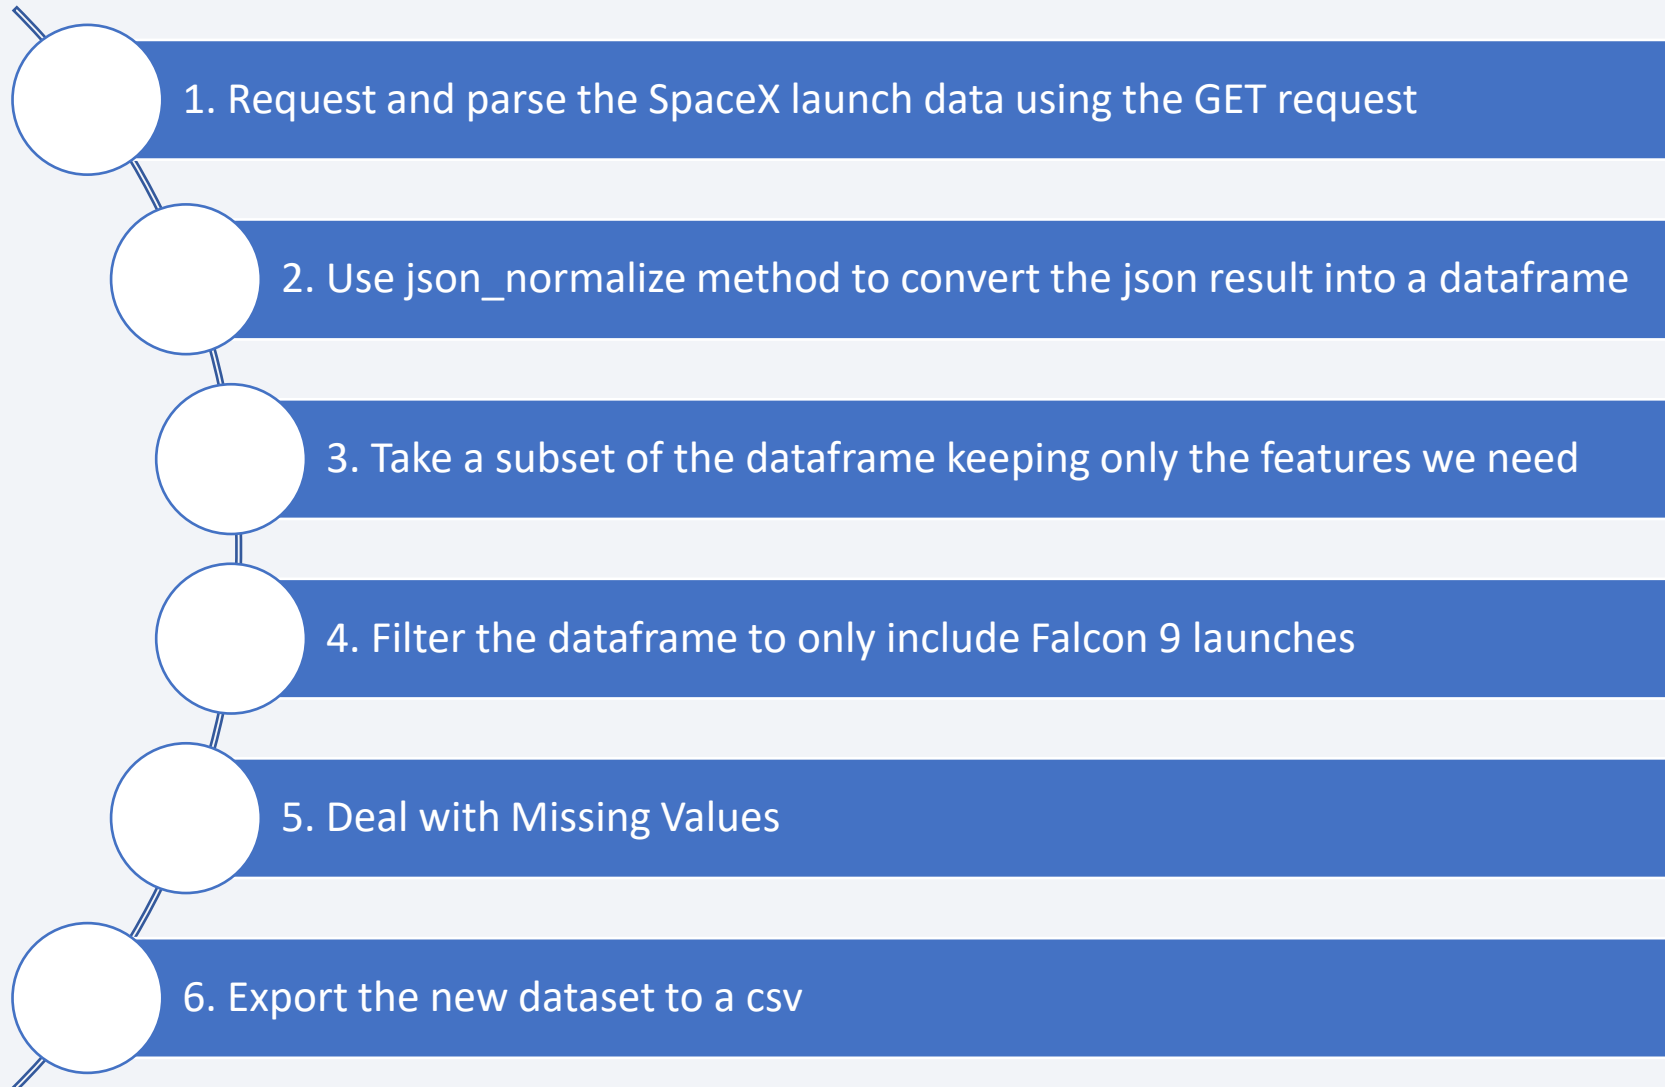 1. Request and parse the SpaceX launch data using the GET request
2. Use json_normalize method to convert the json result into a dataframe
3. Take a subset of the dataframe keeping only the features we need
4. Filter the dataframe to only include Falcon 9 launches
5. Deal with Missing Values
6. Export the new dataset to a csv